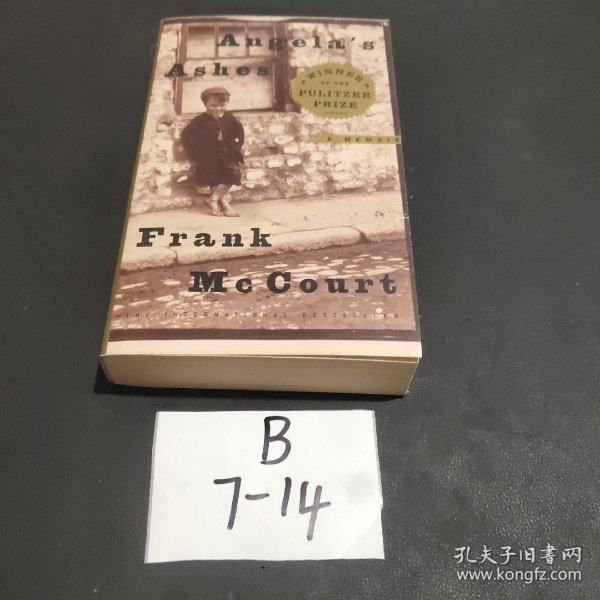 Angela's
Ashes
WINNER
OF THE
PULITZER
PRIZE
A MEMOIR
Frank
McCourt
THE INTERNATIONAL BESTSELLER
B
7-14
孔夫子旧書网
www.kongfz.com